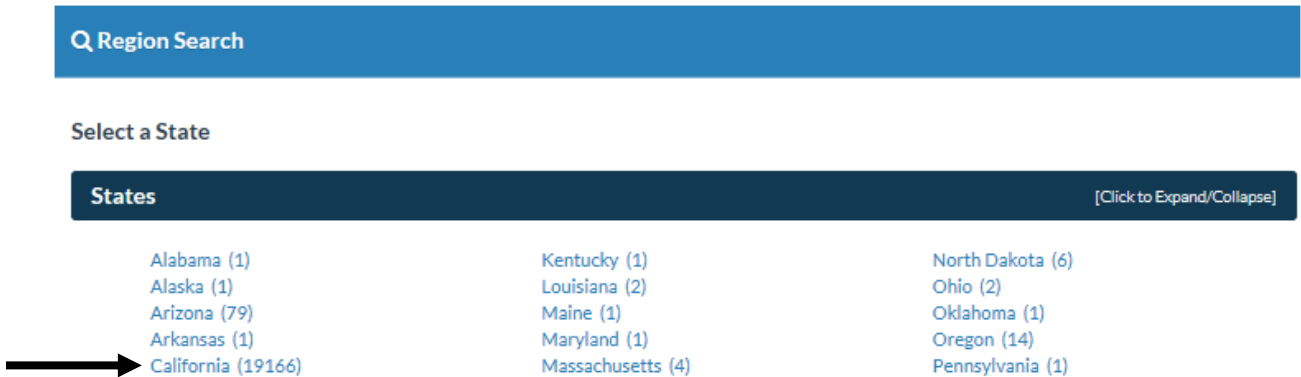 Region Search
Select a State
States [Click to Expand/Collapse]
Alabama (1) Kentucky (1) North Dakota (6)
Alaska (1) Louisiana (2) Ohio (2)
Arizona (79) Maine (1) Oklahoma (1)
Arkansas (1) Maryland (1) Oregon (14)
California (19166) Massachusetts (4) Pennsylvania (1)